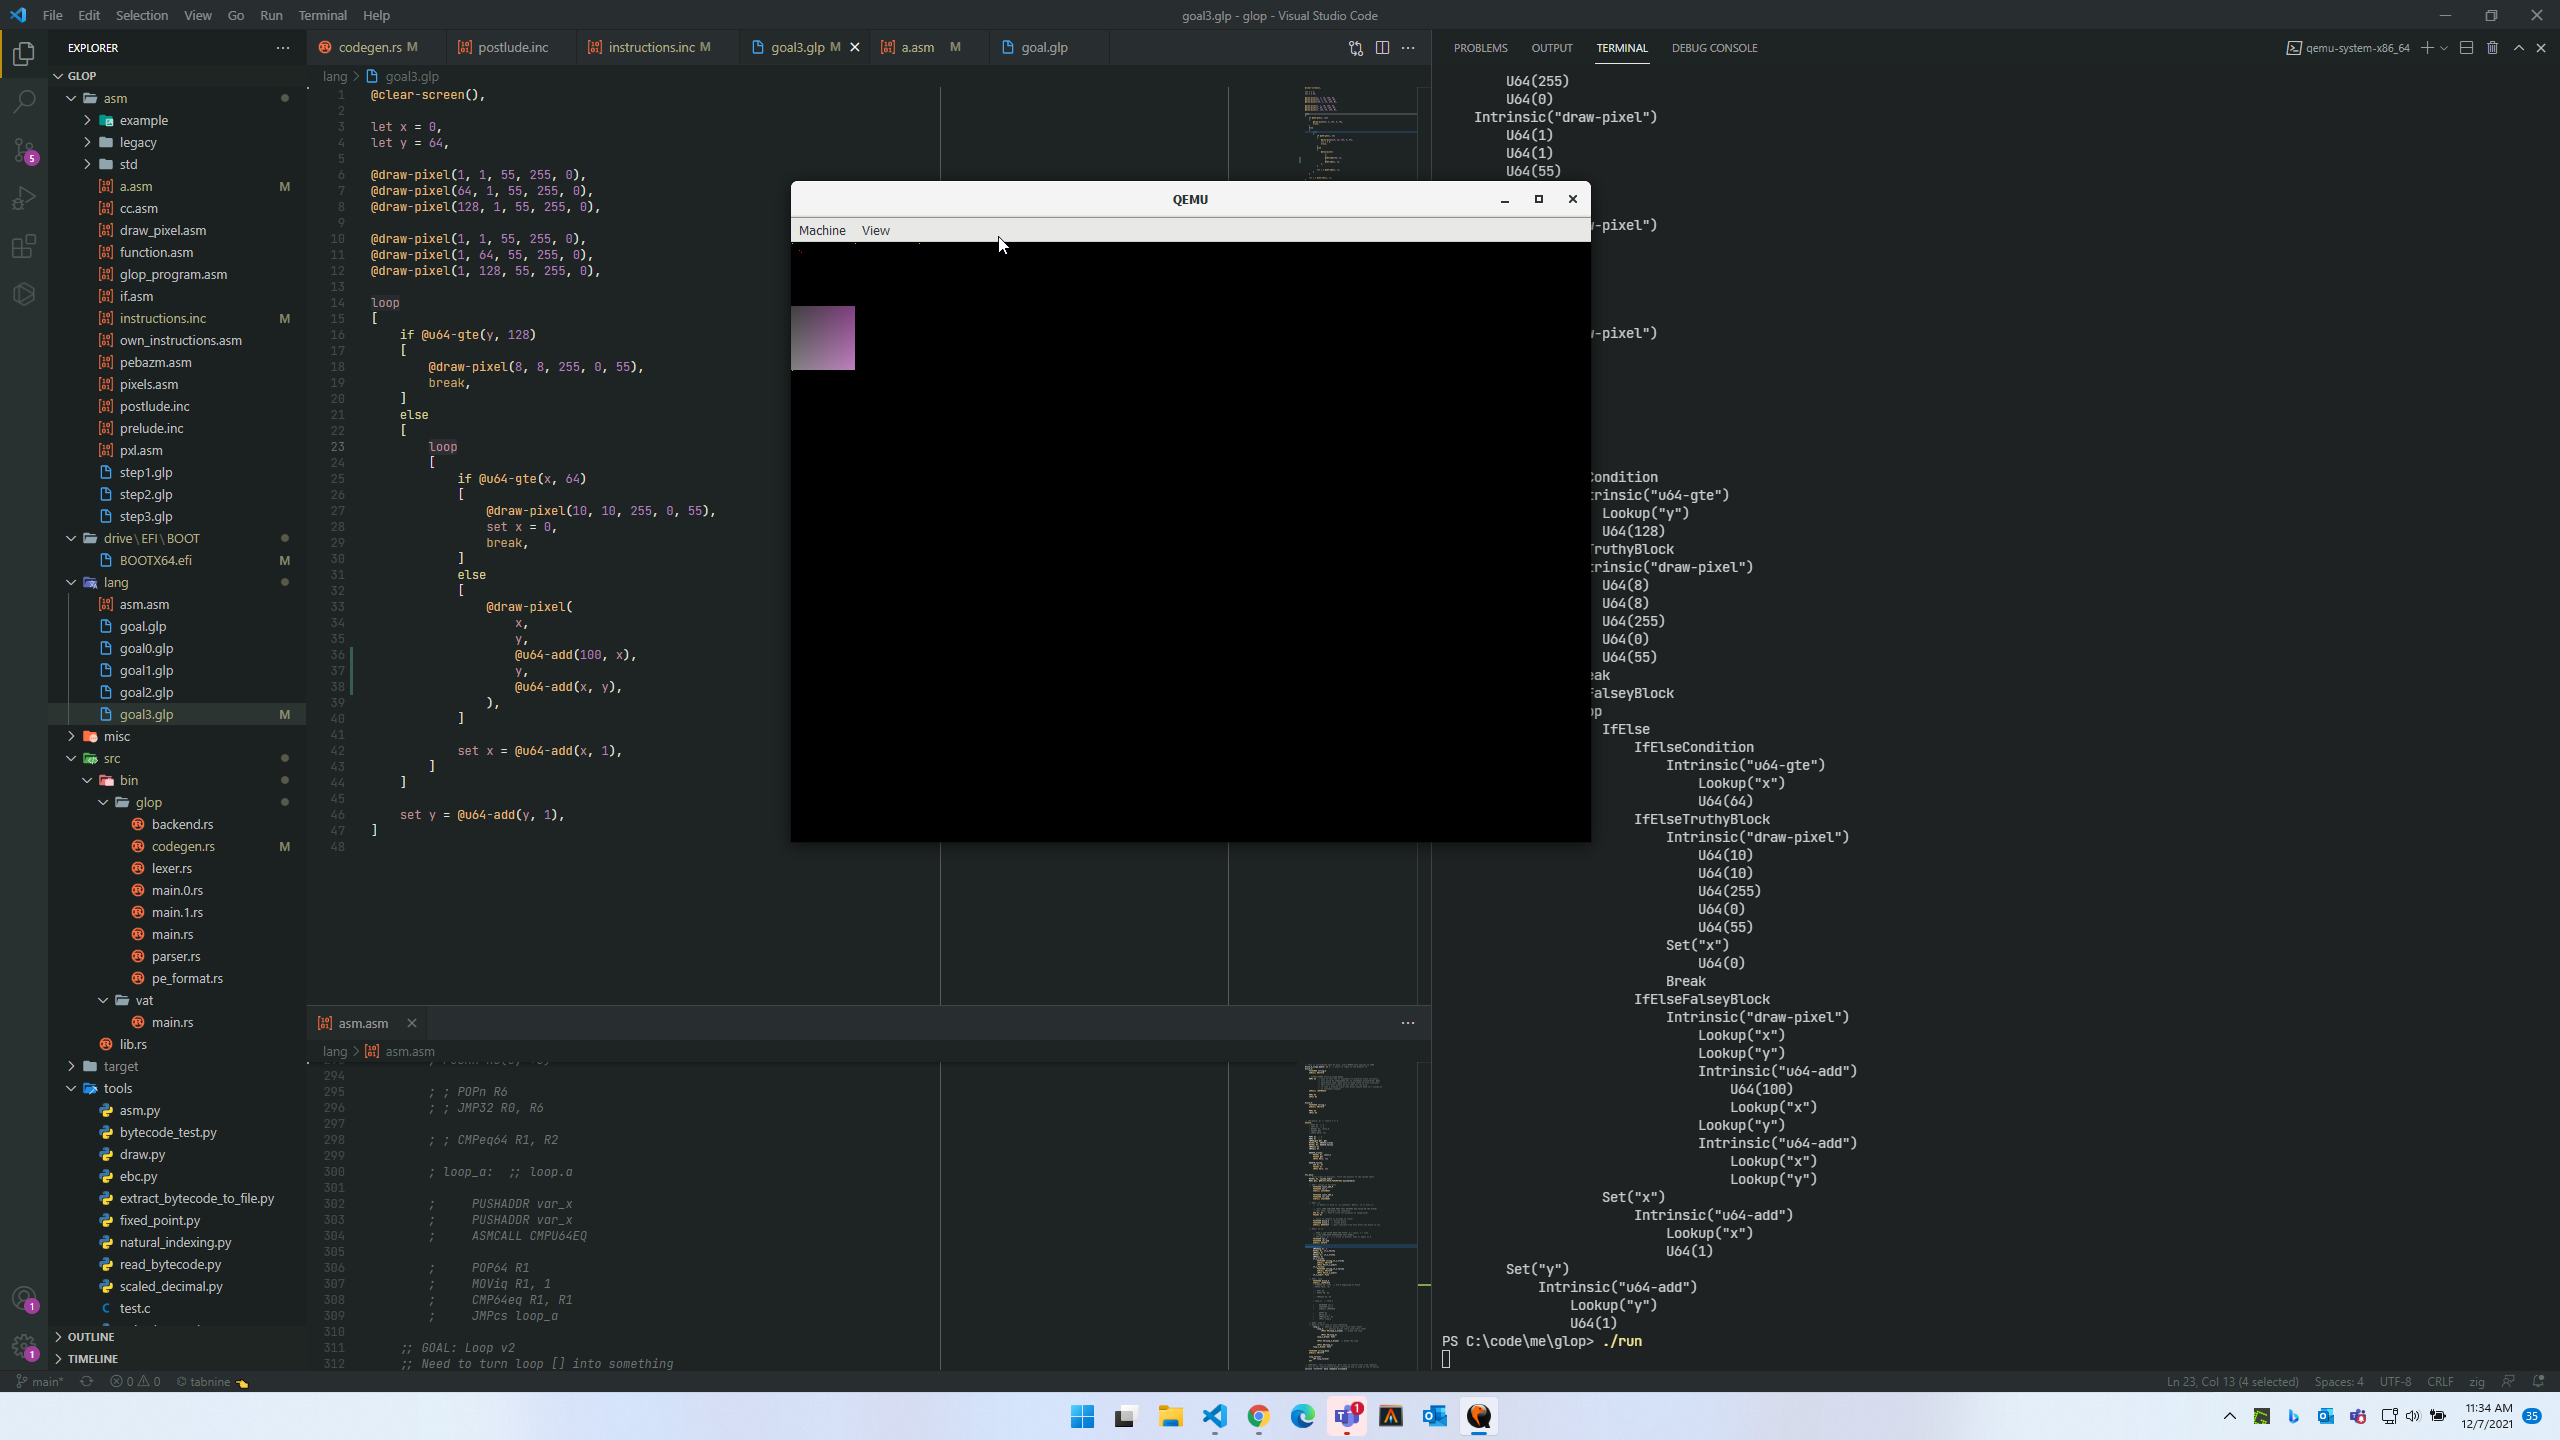 File Edit Selection View Go Run Terminal Help
goal3.glp - glop - Visual Studio Code
EXPLORER
GLOP
asm
example
legacy
std
a.asm M
cc.asm
draw_pixel.asm
function.asm
glop_program.asm
if.asm
instructions.inc M
own_instructions.asm
pebazm.asm
pixels.asm
postlude.inc
prelude.inc
pxl.asm
step1.glp
step2.glp
step3.glp
drive\EFI\BOOT
BOOTX64.efi M
lang
asm.asm
goal.glp
goal0.glp
goal1.glp
goal2.glp
goal3.glp M
misc
src
bin
glop
backend.rs
codegen.rs M
lexer.rs
main.0.rs
main.1.rs
main.rs
parser.rs
pe_format.rs
vat
main.rs
lib.rs
target
tools
asm.py
bytecode_test.py
draw.py
ebc.py
extract_bytecode_to_file.py
fixed_point.py
natural_indexing.py
read_bytecode.py
scaled_decimal.py
test.c
OUTLINE
TIMELINE
codegen.rs M postlude.inc instructions.inc M goal3.glp M a.asm M goal.glp
lang > goal3.glp
1 @clear-screen(),
2
3 let x = 0,
4 let y = 64,
5
6 @draw-pixel(1, 1, 55, 255, 0),
7 @draw-pixel(64, 1, 55, 255, 0),
8 @draw-pixel(128, 1, 55, 255, 0),
9
10 @draw-pixel(1, 1, 55, 255, 0),
11 @draw-pixel(1, 64, 55, 255, 0),
12 @draw-pixel(1, 128, 55, 255, 0),
13
14 loop
15 [
16 if @u64-gte(y, 128)
17 [
18 @draw-pixel(8, 8, 255, 0, 55),
19 break,
20 ]
21 else
22 [
23 loop
24 [
25 if @u64-gte(x, 64)
26 [
27 @draw-pixel(10, 10, 255, 0, 55),
28 set x = 0,
29 break,
30 ]
31 else
32 [
33 @draw-pixel(
34 x,
35 y,
36 @u64-add(100, x),
37 y,
38 @u64-add(x, y),
39 ),
40 ]
41
42 set x = @u64-add(x, 1),
43 ]
44 ]
45
46 set y = @u64-add(y, 1),
47 ]
48
QEMU
Machine View
asm.asm
lang > asm.asm
294
295 ; ; POPn R6
296 ; ; JMP32 R0, R6
297
298 ; ; CMPeq64 R1, R2
299
300 ; loop_a: ;; loop.a
301
302 ; PUSHADDR var_x
303 ; PUSHADDR var_x
304 ; ASMCALL CMPU64EQ
305
306 ; POP64 R1
307 ; MOViq R1, 1
308 ; CMP64eq R1, R1
309 ; JMPcs loop_a
310
311 ;; GOAL: Loop v2
312 ;; Need to turn loop [] into something
PROBLEMS OUTPUT TERMINAL DEBUG CONSOLE
qemu-system-x86_64
U64(255)
U64(0)
Intrinsic("draw-pixel")
U64(1)
U64(1)
U64(55)
-pixel")
-pixel")
Condition
trinsic("u64-gte")
Lookup("y")
U64(128)
TruthyBlock
trinsic("draw-pixel")
U64(8)
U64(8)
U64(255)
U64(0)
U64(55)
eak
FalseyBlock
op
IfElse
IfElseCondition
Intrinsic("u64-gte")
Lookup("x")
U64(64)
IfElseTruthyBlock
Intrinsic("draw-pixel")
U64(10)
U64(10)
U64(255)
U64(0)
U64(55)
Set("x")
U64(0)
Break
IfElseFalseyBlock
Intrinsic("draw-pixel")
Lookup("x")
Lookup("y")
Intrinsic("u64-add")
U64(100)
Lookup("x")
Lookup("y")
Intrinsic("u64-add")
Lookup("x")
Lookup("y")
Set("x")
Intrinsic("u64-add")
Lookup("x")
U64(1)
Set("y")
Intrinsic("u64-add")
Lookup("y")
U64(1)
PS C:\code\me\glop> ./run
main* 0 0 tabnine
Ln 23, Col 13 (4 selected) Spaces: 4 UTF-8 CRLF zig
11:34 AM
12/7/2021
35